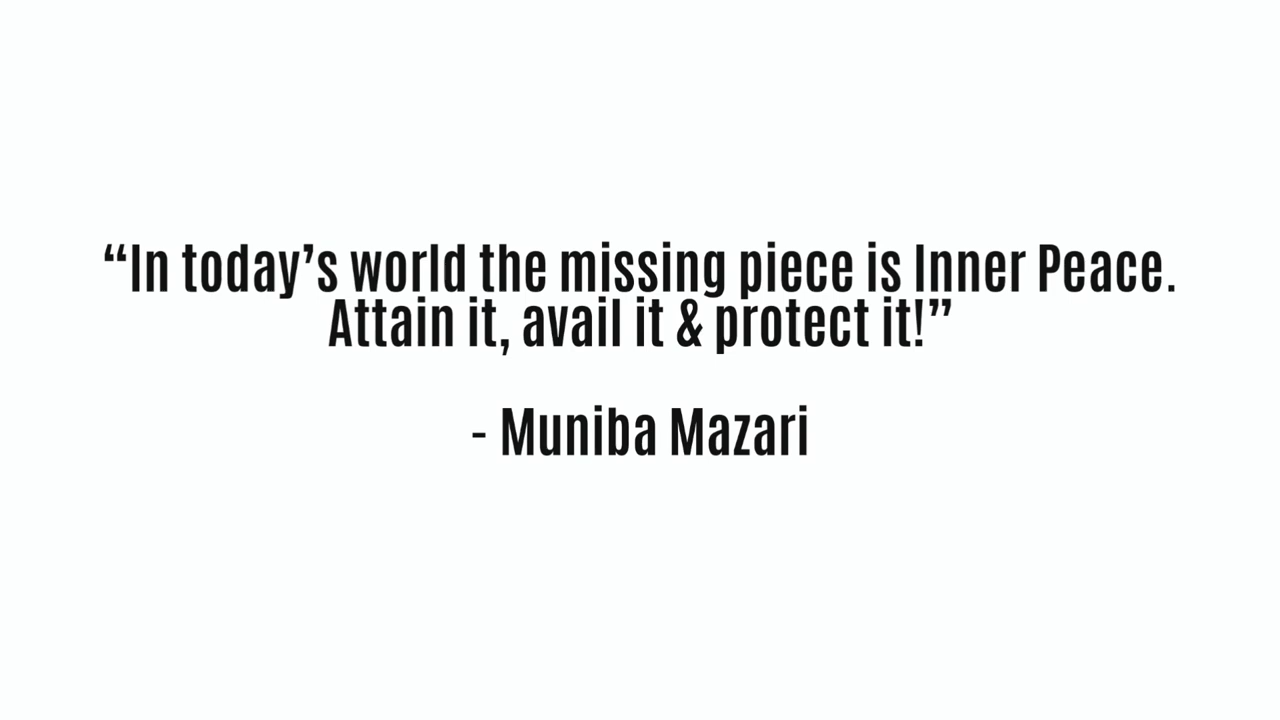 “In today’s world the missing piece is Inner Peace.
Attain it, avail it & protect it!”
- Muniba Mazari